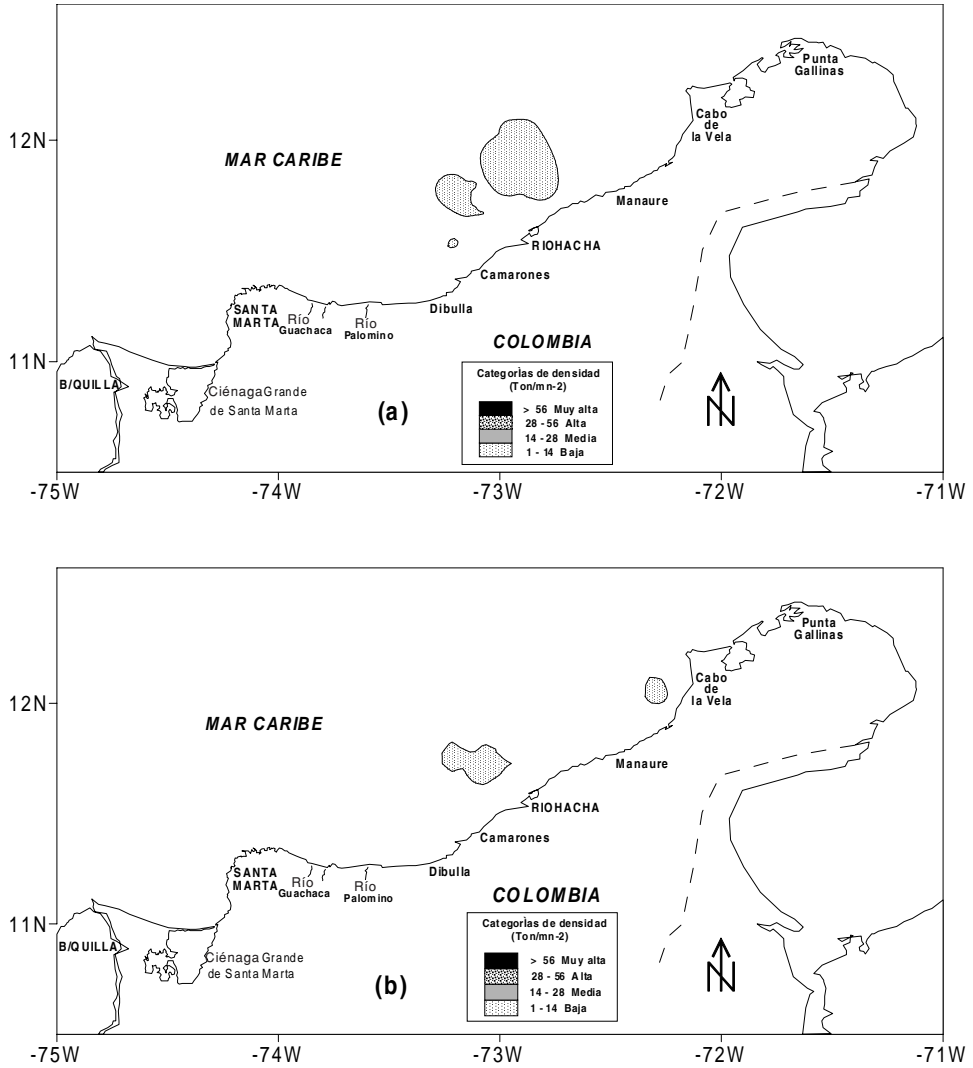 Punta
Gallinas
12N
Cabo
de
la Vela
MAR CARIBE
Manaure
RIOHACHA
Camarones
Dibulla
SANTA
MARTA
Río
Guachaca
Río
Palomino
COLOMBIA
11N
B/QUILLA
Ciénaga Grande
de Santa Marta
(a)
Categorìas de densidad
(Ton/mn-2)
> 56 Muy alta
28 - 56 Alta
14 - 28 Media
1 - 14 Baja
N
-75W
-74W
-73W
-72W
-71W
Punta
Gallinas
12N
Cabo
de
la Vela
MAR CARIBE
Manaure
RIOHACHA
Camarones
Dibulla
SANTA
MARTA
Río
Guachaca
Río
Palomino
COLOMBIA
11N
B/QUILLA
Ciénaga Grande
de Santa Marta
(b)
Categorìas de densidad
(Ton/mn-2)
> 56 Muy alta
28 - 56 Alta
14 - 28 Media
1 - 14 Baja
N
-75W
-74W
-73W
-72W
-71W